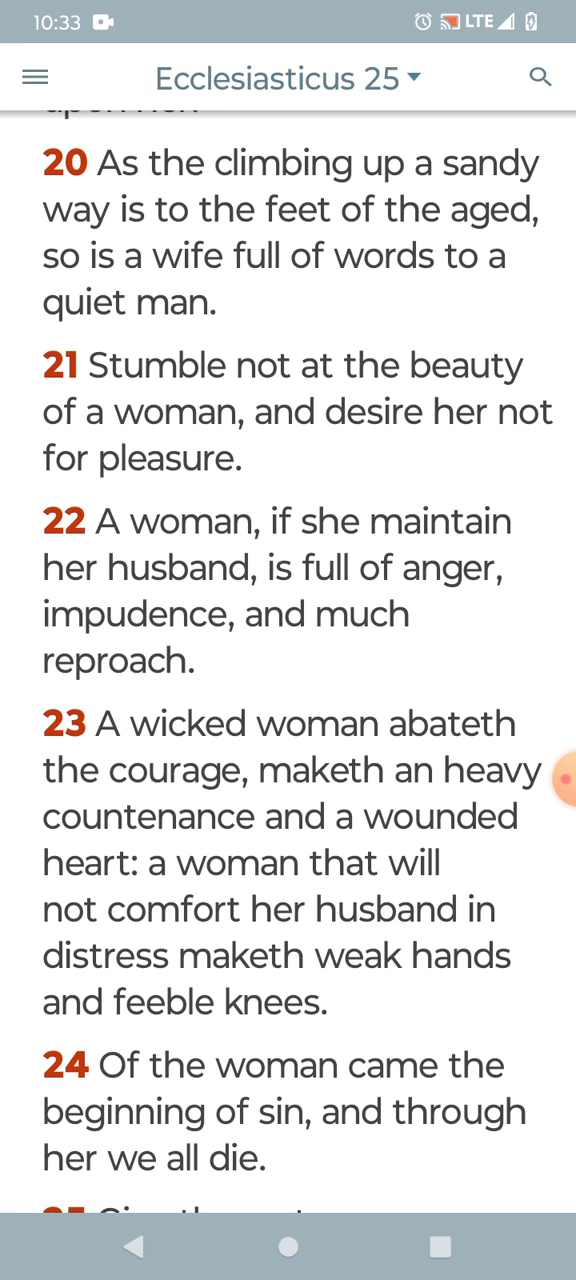 10:33
LTE
Ecclesiasticus 25
upon her.
20 As the climbing up a sandy
way is to the feet of the aged,
so is a wife full of words to a
quiet man.
21 Stumble not at the beauty
of a woman, and desire her not
for pleasure.
22 A woman, if she maintain
her husband, is full of anger,
impudence, and much
reproach.
23 A wicked woman abateth
the courage, maketh an heavy
countenance and a wounded
heart: a woman that will
not comfort her husband in
distress maketh weak hands
and feeble knees.
24 Of the woman came the
beginning of sin, and through
her we all die.